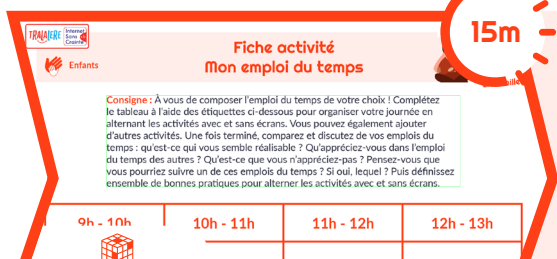 15m
TRALALERE Internet Sans Crainte
Fiche activité
Mon emploi du temps
Enfants
Consigne : À vous de composer l'emploi du temps de votre choix ! Complétez
le tableau à l'aide des étiquettes ci-dessous pour organiser votre journée en
alternant les activités avec et sans écrans. Vous pouvez également ajouter
d'autres activités. Une fois terminé, comparez et discutez de vos emplois du
temps : qu'est-ce qui vous semble réalisable ? Qu'appréciez-vous dans l'emploi
du temps des autres ? Qu'est-ce que vous n'appréciez-pas ? Pensez-vous que
vous pourriez suivre un de ces emplois du temps ? Si oui, lequel ? Puis définissez
ensemble de bonnes pratiques pour alterner les activités avec et sans écrans.
9h - 10h 10h - 11h 11h - 12h 12h - 13h